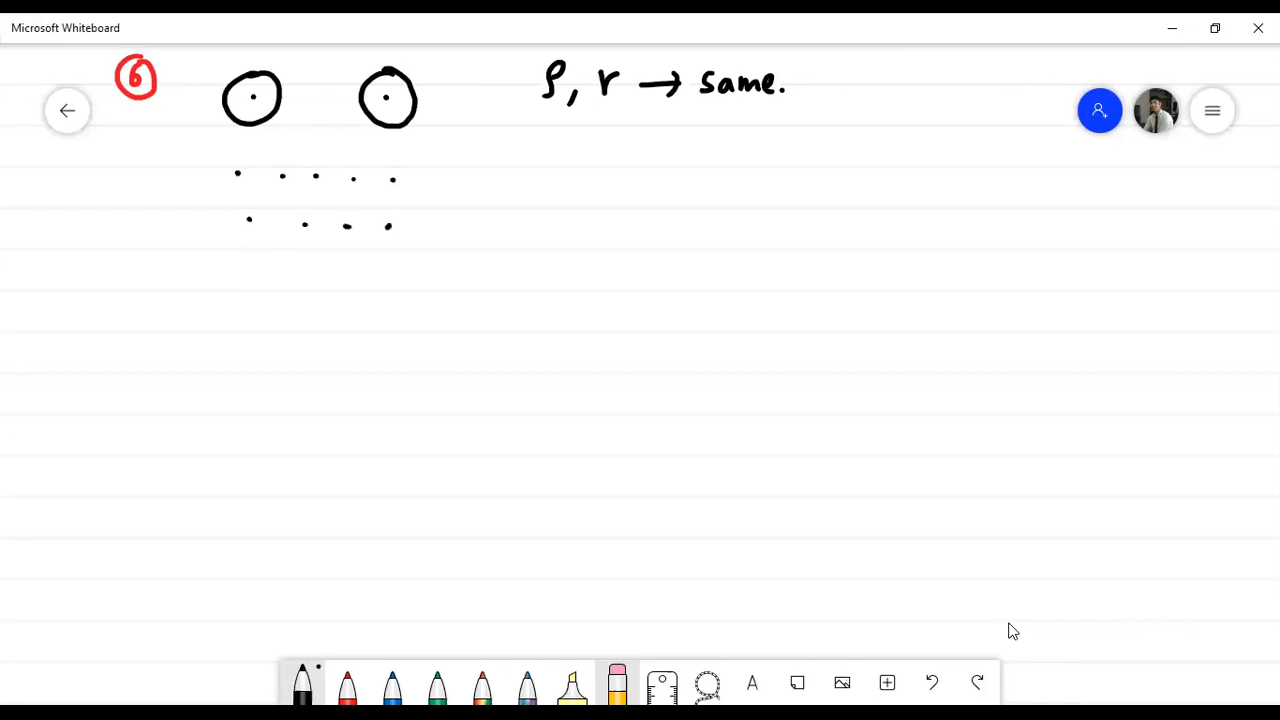 Microsoft Whiteboard
6 ρ, r → same.
A